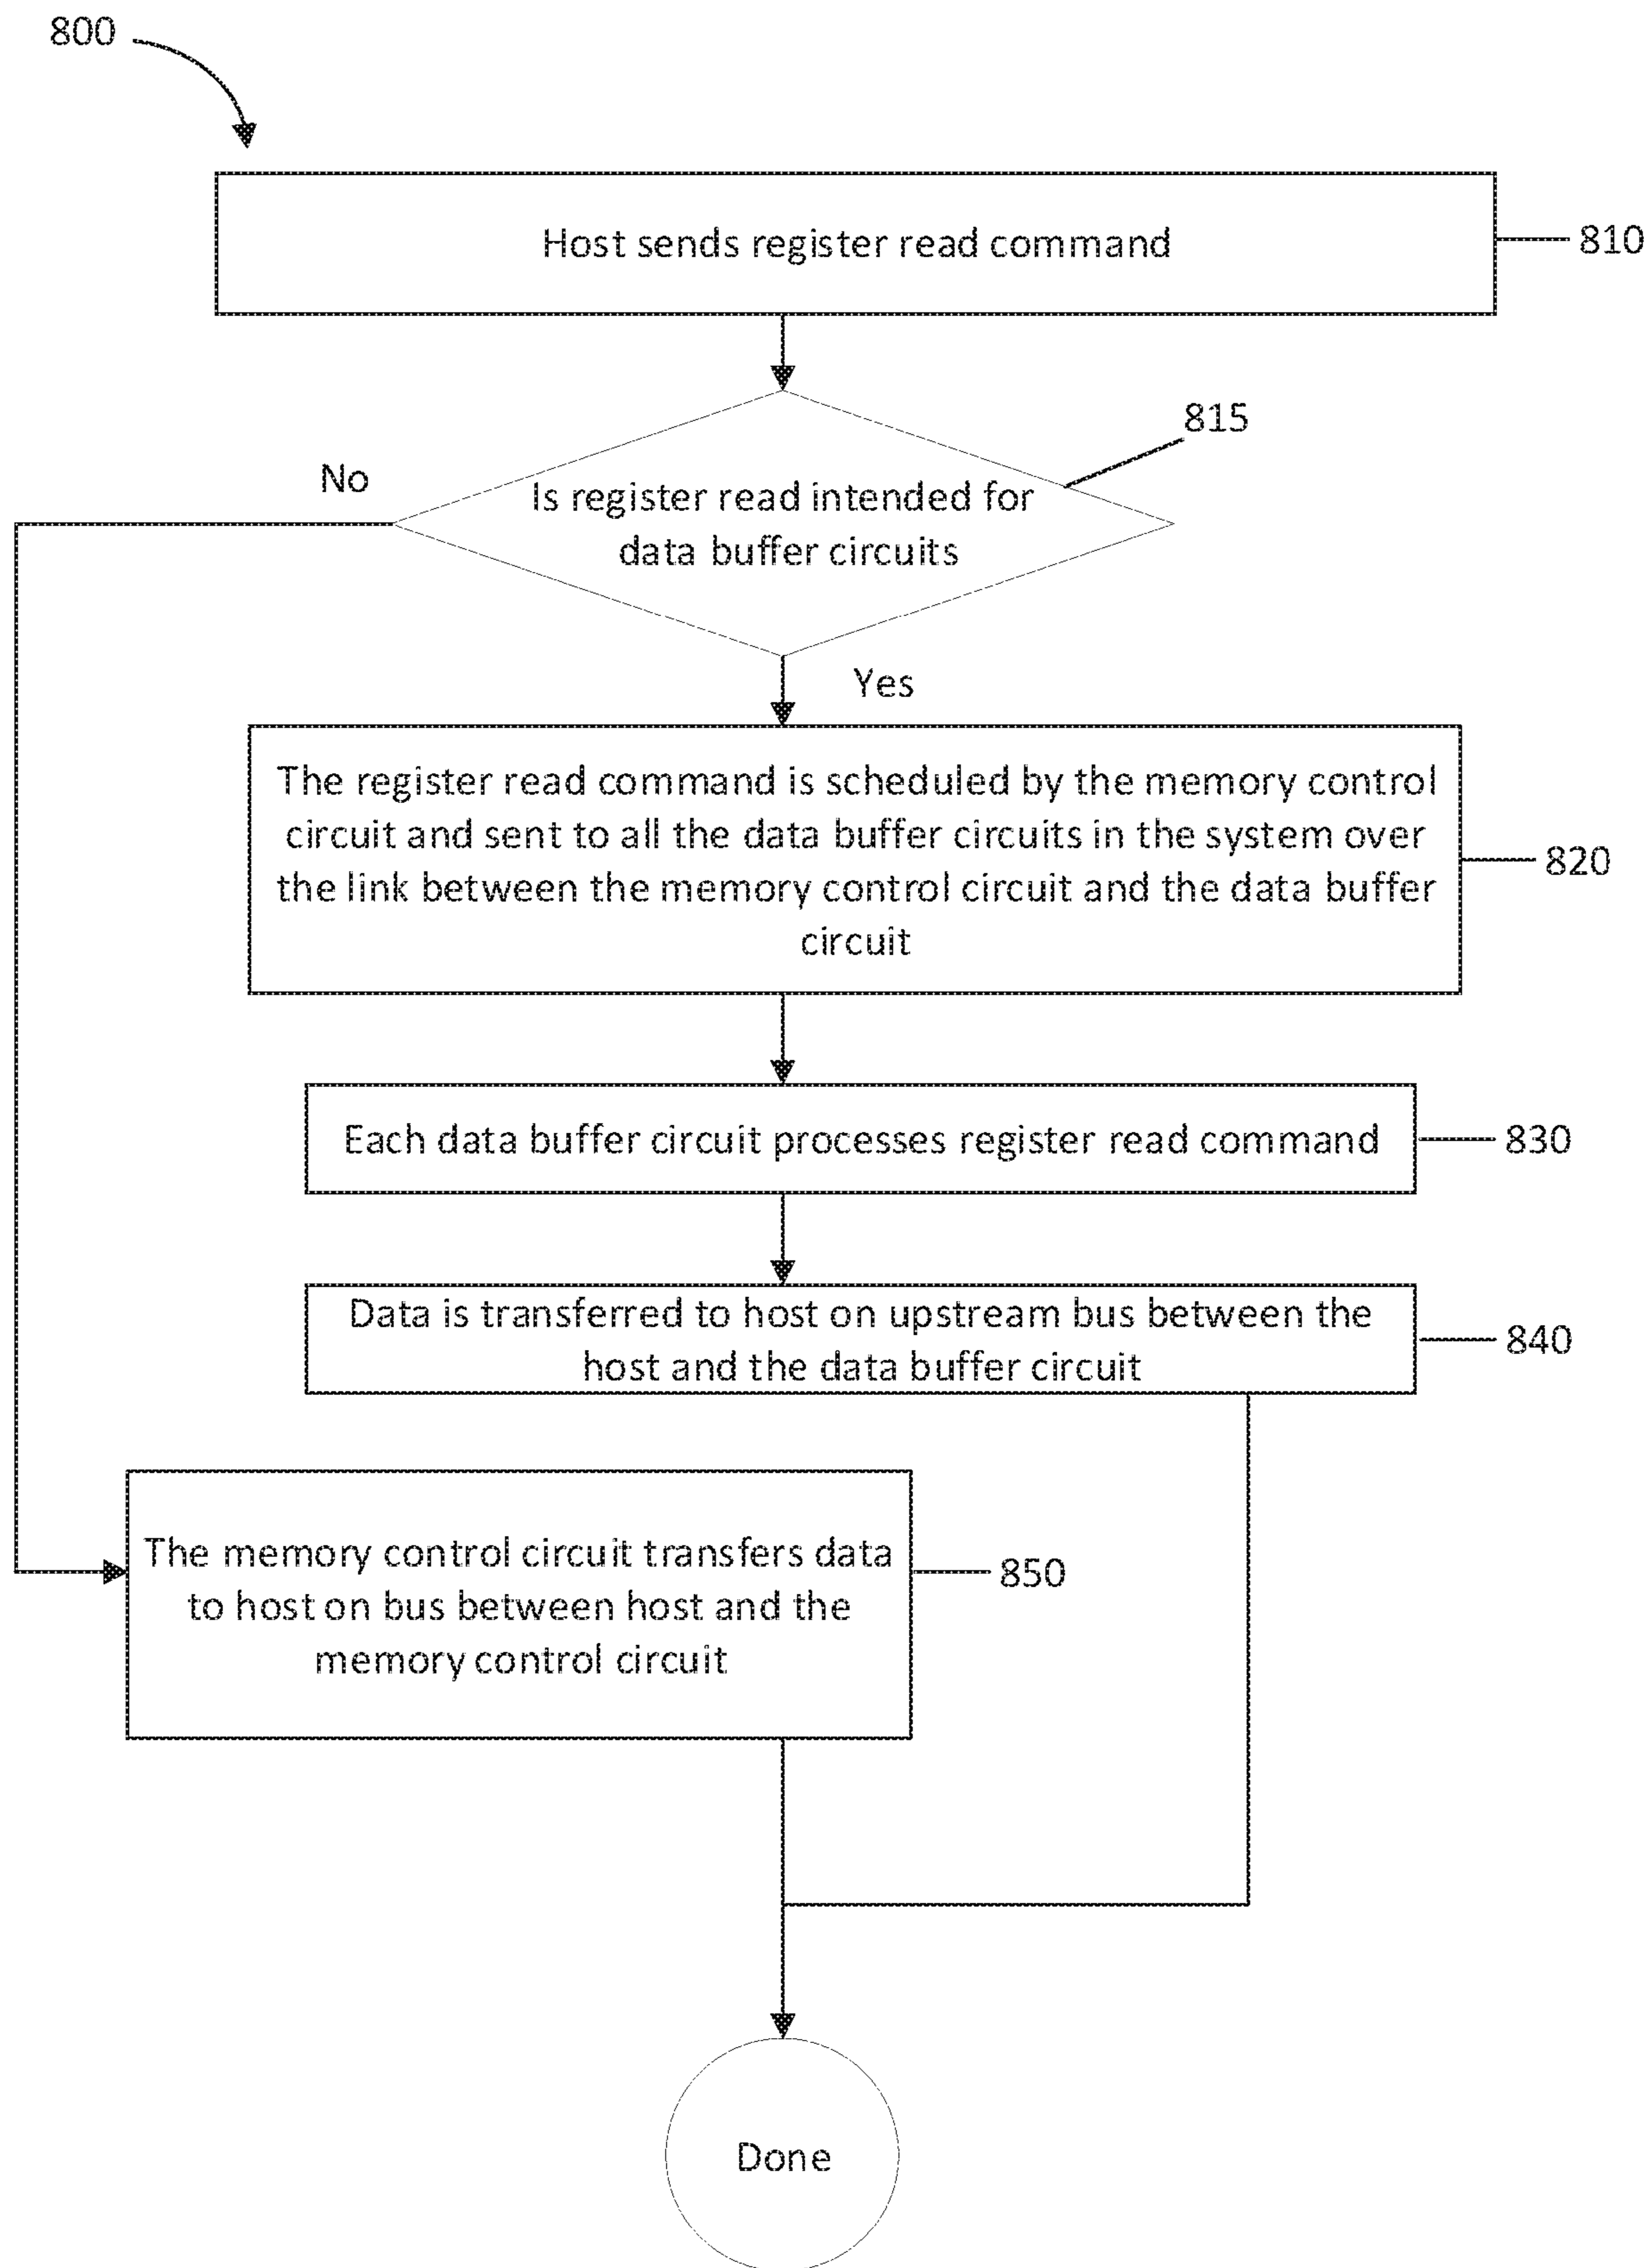 800
Host sends register read command
810
815
No
Is register read intended for
data buffer circuits
Yes
The register read command is scheduled by the memory control
circuit and sent to all the data buffer circuits in the system over
the link between the memory control circuit and the data buffer
circuit
820
Each data buffer circuit processes register read command
830
Data is transferred to host on upstream bus between the
host and the data buffer circuit
840
The memory control circuit transfers data
to host on bus between host and the
memory control circuit
850
Done